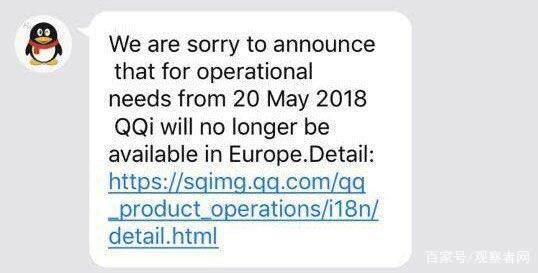 We are sorry to announce
that for operational
needs from 20 May 2018
QQi will no longer be
available in Europe.Detail:
https://sqimg.qq.com/qq
_product_operations/i18n/
detail.html
百家号/观察者网